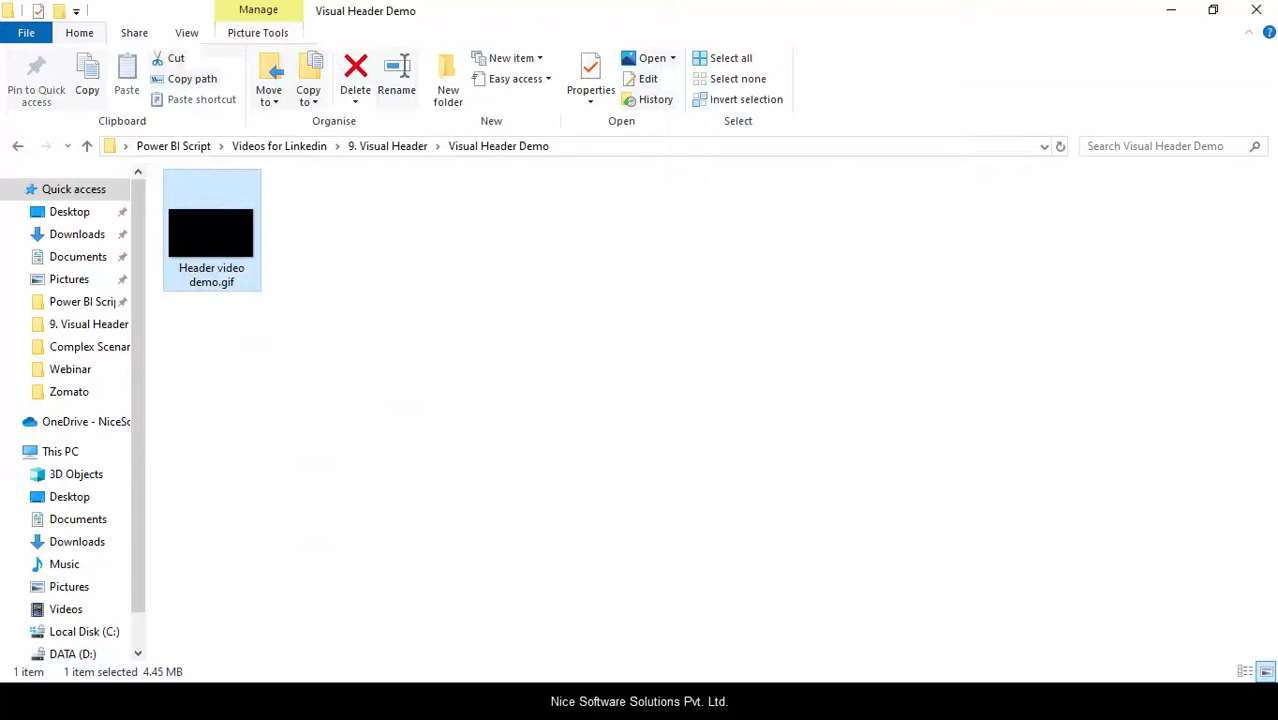 Manage
Visual Header Demo
File
Home
Share
View
Picture Tools
Pin to Quick
access
Copy
Paste
Cut
Copy path
Paste shortcut
Clipboard
Move
to
Copy
to
Delete
Rename
Organise
New
folder
New item
Easy access
New
Properties
Open
Edit
History
Open
Select all
Select none
Invert selection
Select
Power BI Script
Videos for Linkedin
9. Visual Header
Visual Header Demo
Search Visual Header Demo
Quick access
Desktop
Downloads
Documents
Pictures
Power BI Scrip
9. Visual Header
Complex Scenar
Webinar
Zomato
OneDrive - NiceSo
This PC
3D Objects
Desktop
Documents
Downloads
Music
Pictures
Videos
Local Disk (C:)
DATA (D:)
Header video
demo.gif
1 item
1 item selected 4.45 MB
Nice Software Solutions Pvt. Ltd.